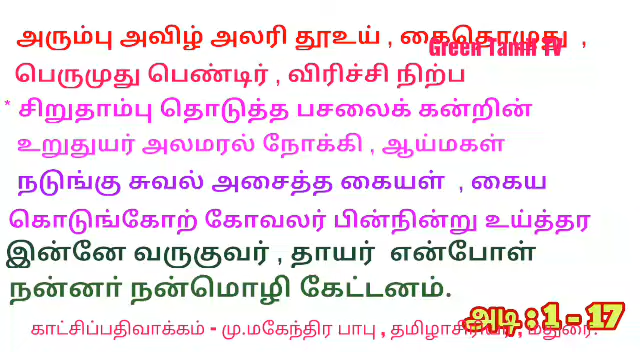 அரும்பு அவிழ் அலரி தூஉய் , கைதொழுது ,
Green Tamil TV
பெருமுது பெண்டிர் , விரிச்சி நிற்ப
* சிறுதாம்பு தொடுத்த பசலைக் கன்றின்
உறுதுயர் அலமரல் நோக்கி , ஆய்மகள்
நடுங்கு சுவல் அசைத்த கையள் , கைய
கொடுங்கோற் கோவலர் பின்நின்று உய்த்தர
இன்னே வருகுவர் , தாயர் என்போள்
நன்னர் நன்மொழி கேட்டனம்.
அடி : 1 - 17
காட்சிப்பதிவாக்கம் - மு.மகேந்திர பாபு , தமிழாசிரியர் , மதுரை.